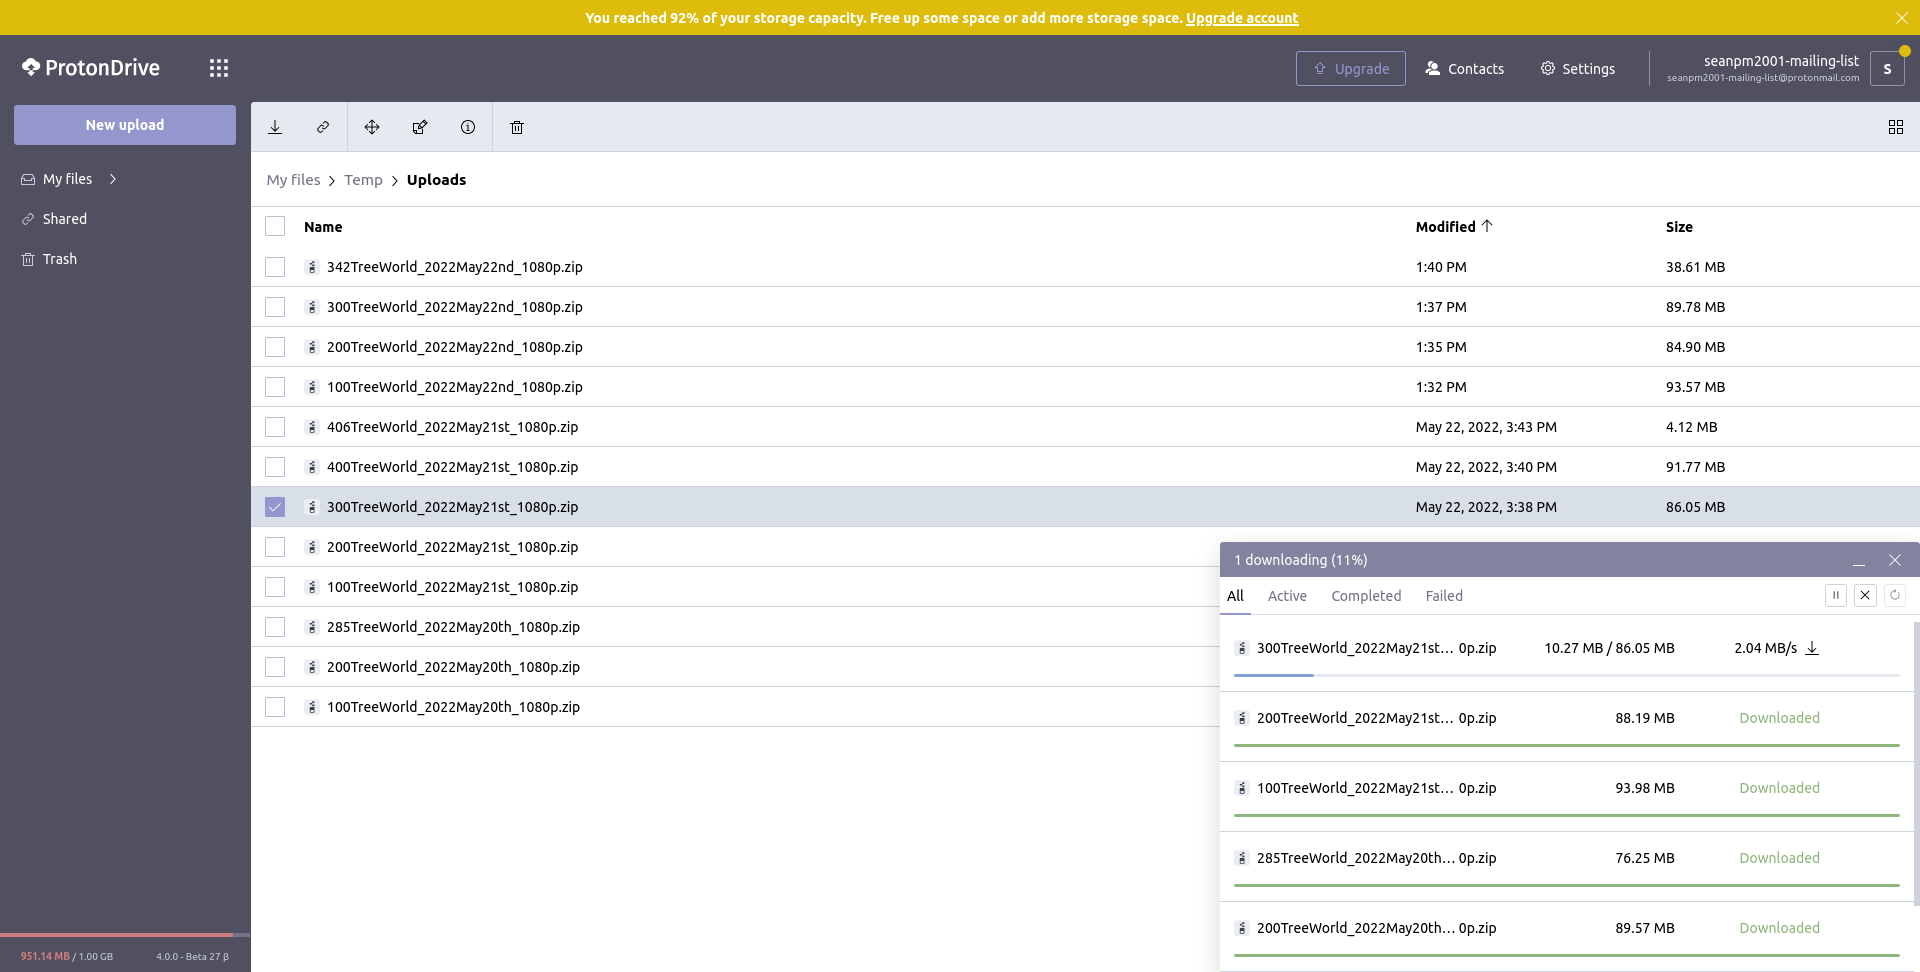 You reached 92% of your storage capacity. Free up some space or add more storage space. Upgrade account
ProtonDrive
Upgrade
Contacts
Settings
seanpm2001-mailing-list
seanpm2001-mailing-list@protonmail.com
S
New upload
My files
Shared
Trash
My files > Temp > Uploads
Name Modified Size
342TreeWorld_2022May22nd_1080p.zip 1:40 PM 38.61 MB
300TreeWorld_2022May22nd_1080p.zip 1:37 PM 89.78 MB
200TreeWorld_2022May22nd_1080p.zip 1:35 PM 84.90 MB
100TreeWorld_2022May22nd_1080p.zip 1:32 PM 93.57 MB
406TreeWorld_2022May21st_1080p.zip May 22, 2022, 3:43 PM 4.12 MB
400TreeWorld_2022May21st_1080p.zip May 22, 2022, 3:40 PM 91.77 MB
300TreeWorld_2022May21st_1080p.zip May 22, 2022, 3:38 PM 86.05 MB
200TreeWorld_2022May21st_1080p.zip
100TreeWorld_2022May21st_1080p.zip
285TreeWorld_2022May20th_1080p.zip
200TreeWorld_2022May20th_1080p.zip
100TreeWorld_2022May20th_1080p.zip
1 downloading (11%)
All Active Completed Failed
300TreeWorld_2022May21st... 0p.zip 10.27 MB / 86.05 MB 2.04 MB/s
200TreeWorld_2022May21st... 0p.zip 88.19 MB Downloaded
100TreeWorld_2022May21st... 0p.zip 93.98 MB Downloaded
285TreeWorld_2022May20th... 0p.zip 76.25 MB Downloaded
200TreeWorld_2022May20th... 0p.zip 89.57 MB Downloaded
951.14 MB / 1.00 GB 4.0.0 - Beta 27 β